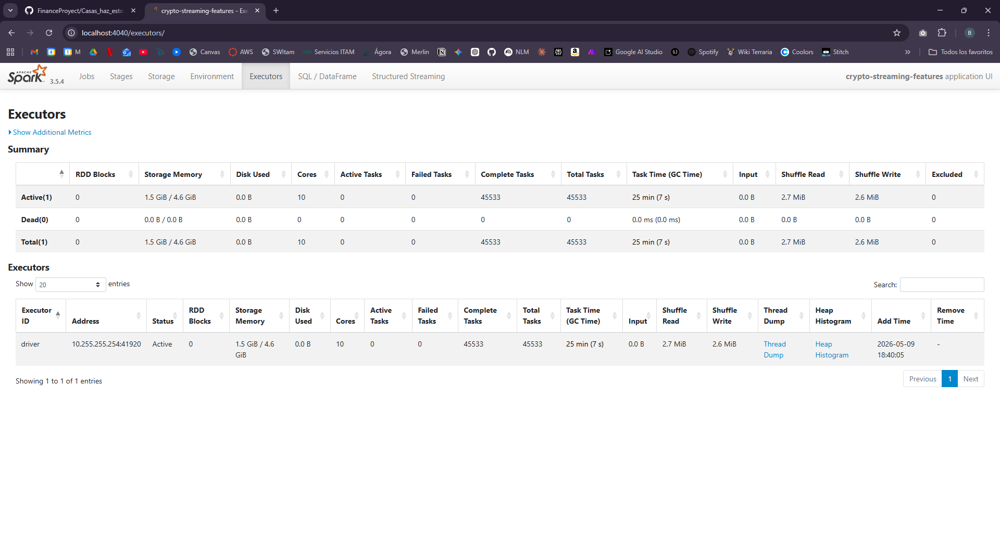 FinanceProyect/Casas_haz_esto
crypto-streaming-features - Exe
localhost:4040/executors/
B
4
1
M
Canvas
AWS
SWItam
Servicios ITAM
Ágora
Merlin
NLM
Google AI Studio
Spotify
Wiki Terraria
Coolors
Stitch
Todos los favoritos
APACHE
Spark
3.5.4
Jobs
Stages
Storage
Environment
Executors
SQL / DataFrame
Structured Streaming
crypto-streaming-features application UI
Executors
Show Additional Metrics
Summary
RDD Blocks Storage Memory Disk Used Cores Active Tasks Failed Tasks Complete Tasks Total Tasks Task Time (GC Time) Input Shuffle Read Shuffle Write Excluded
Active(1) 0 1.5 GiB / 4.6 GiB 0.0 B 10 0 0 45533 45533 25 min (7 s) 0.0 B 2.7 MiB 2.6 MiB 0
Dead(0) 0 0.0 B / 0.0 B 0.0 B 0 0 0 0 0 0.0 ms (0.0 ms) 0.0 B 0.0 B 0.0 B 0
Total(1) 0 1.5 GiB / 4.6 GiB 0.0 B 10 0 0 45533 45533 25 min (7 s) 0.0 B 2.7 MiB 2.6 MiB 0
Executors
Show 20 entries
Search:
Executor ID Address Status RDD Blocks Storage Memory Disk Used Cores Active Tasks Failed Tasks Complete Tasks Total Tasks Task Time (GC Time) Input Shuffle Read Shuffle Write Thread Dump Heap Histogram Add Time Remove Time
driver 10.255.255.254:41920 Active 0 1.5 GiB / 4.6 GiB 0.0 B 10 0 0 45533 45533 25 min (7 s) 0.0 B 2.7 MiB 2.6 MiB Thread Dump Heap Histogram 2026-05-09 18:40:05 -
Showing 1 to 1 of 1 entries
Previous 1 Next